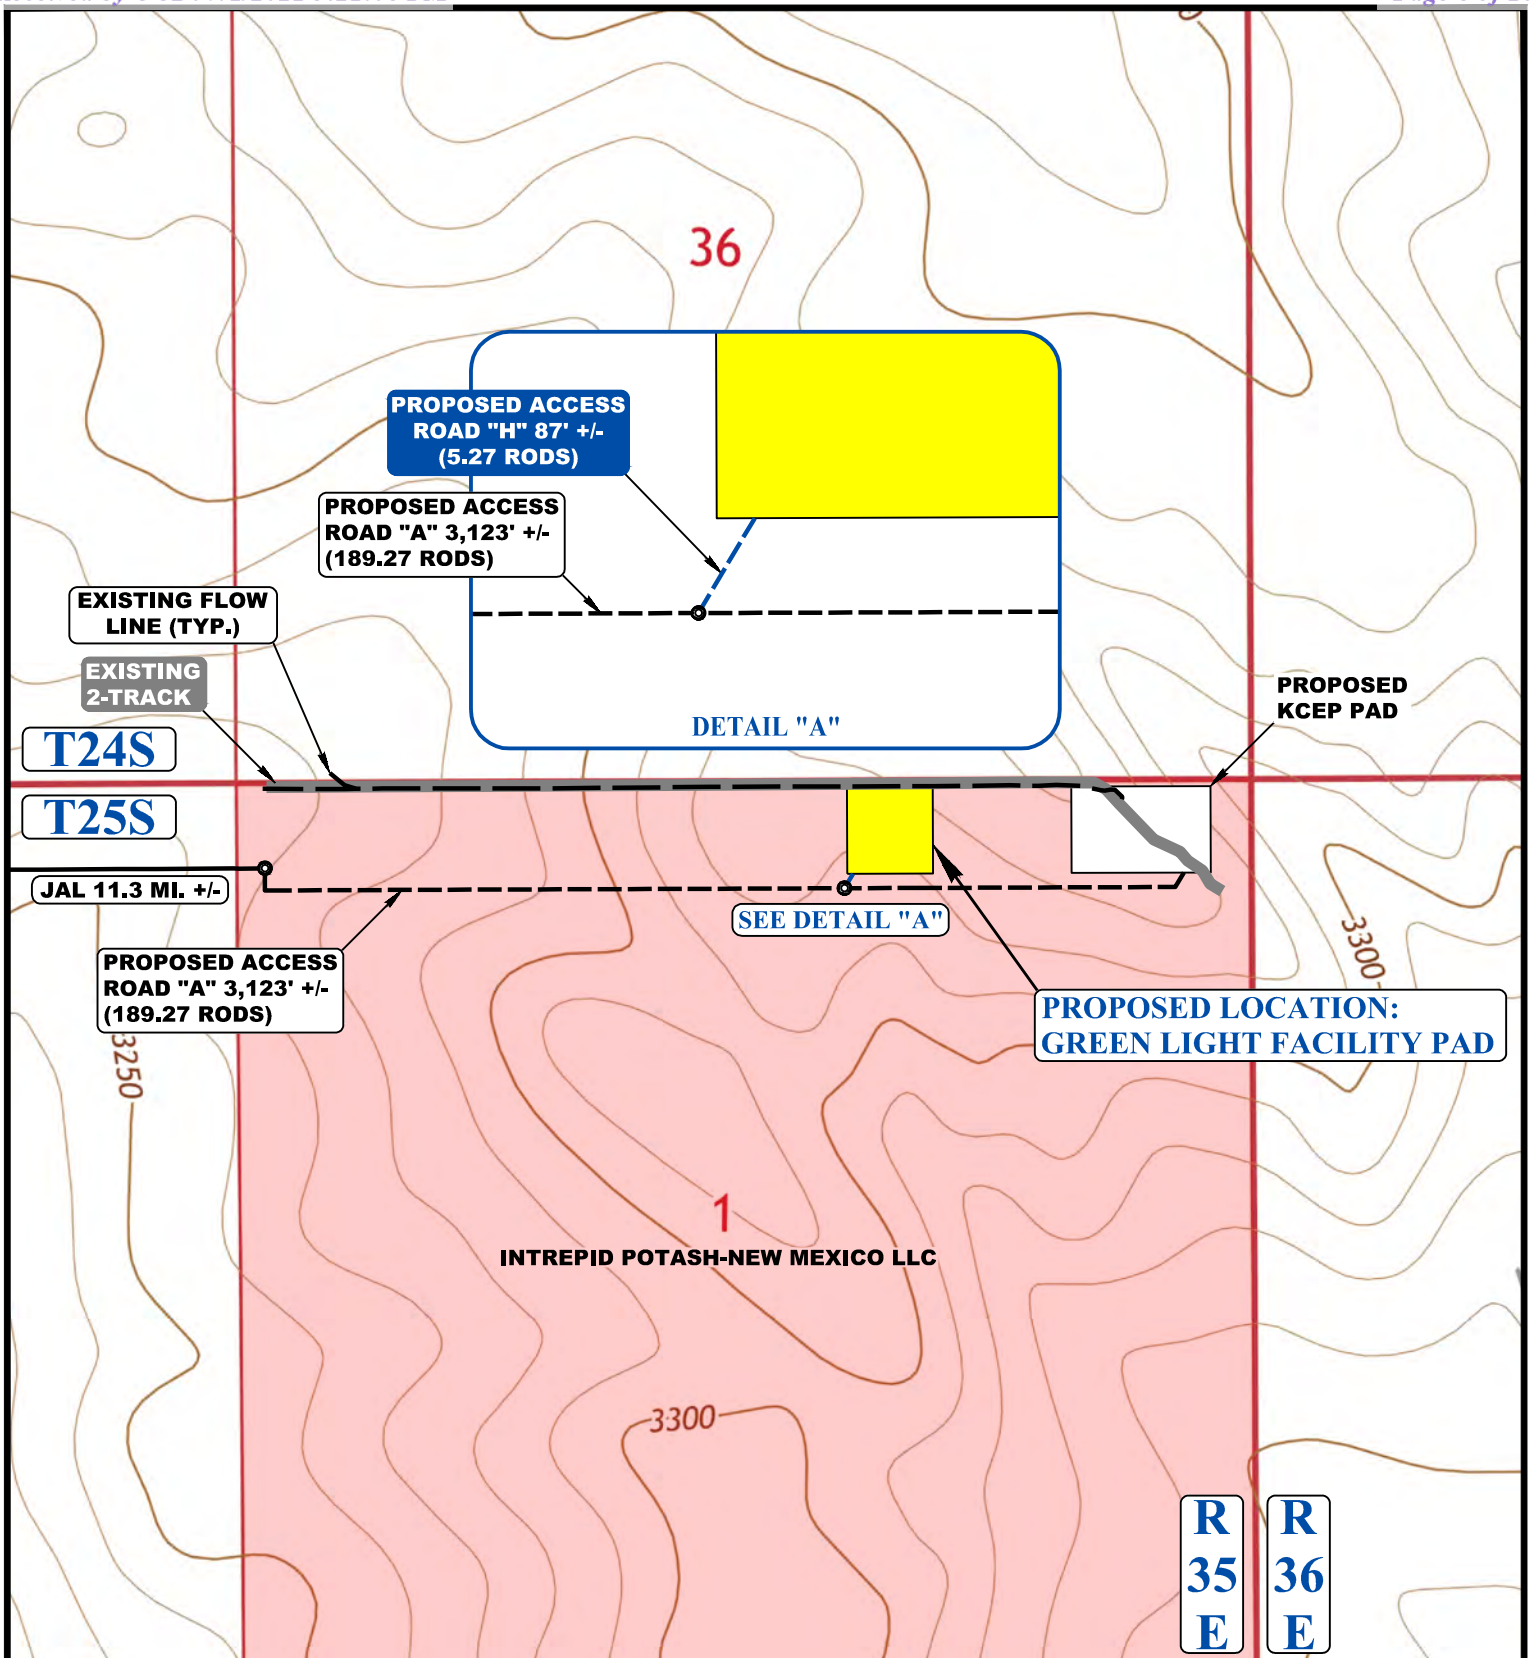 36
PROPOSED ACCESS
ROAD "H" 87' +/-
(5.27 RODS)
PROPOSED ACCESS
ROAD "A" 3,123' +/-
(189.27 RODS)
EXISTING FLOW
LINE (TYP.)
EXISTING
2-TRACK
DETAIL "A"
PROPOSED
KCEP PAD
T24S
T25S
JAL 11.3 MI. +/-
SEE DETAIL "A"
3300
PROPOSED ACCESS
ROAD "A" 3,123' +/-
(189.27 RODS)
PROPOSED LOCATION:
GREEN LIGHT FACILITY PAD
3250
1
INTREPID POTASH-NEW MEXICO LLC
3300
R
35
E
R
36
E